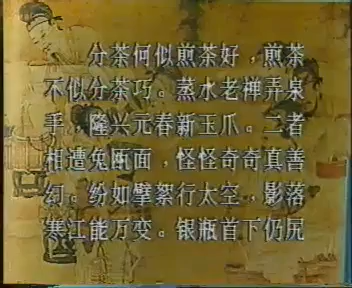 分茶何似煎茶好，煎茶
不似分茶巧。蒸水老禅弄泉
手，隆兴元春新玉爪。二者
相遭兔瓯面，怪怪奇奇真善
幻。纷如擘絮行太空，影落
寒江能万变。银瓶首下仍尻